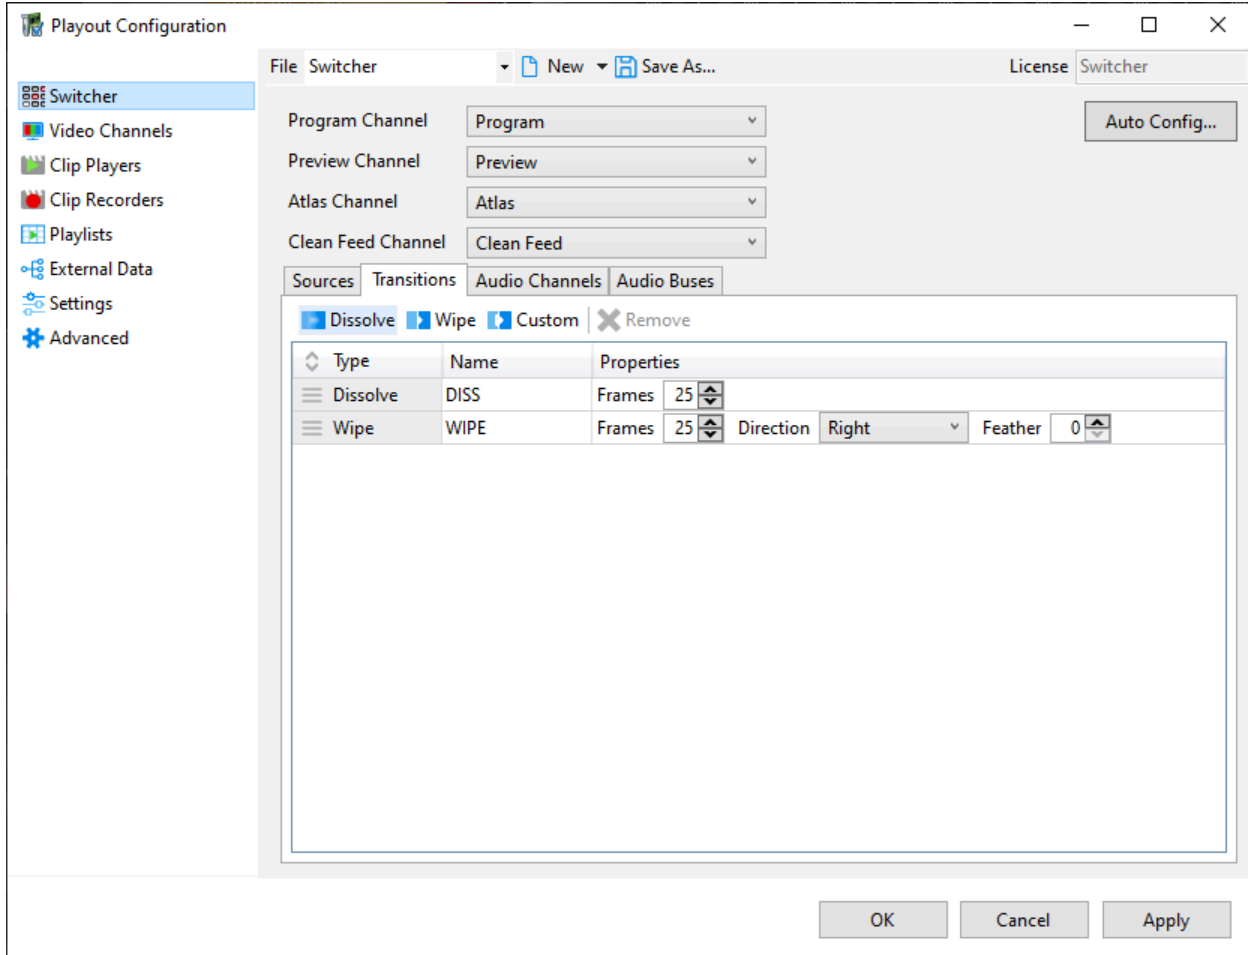 Playout Configuration
File Switcher New Save As... License Switcher
Switcher
Video Channels
Clip Players
Clip Recorders
Playlists
External Data
Settings
Advanced
Program Channel Program Auto Config...
Preview Channel Preview
Atlas Channel Atlas
Clean Feed Channel Clean Feed
Sources Transitions Audio Channels Audio Buses
Dissolve Wipe Custom Remove
Type Name Properties
Dissolve DISS Frames 25
Wipe WIPE Frames 25 Direction Right Feather 0
OK Cancel Apply